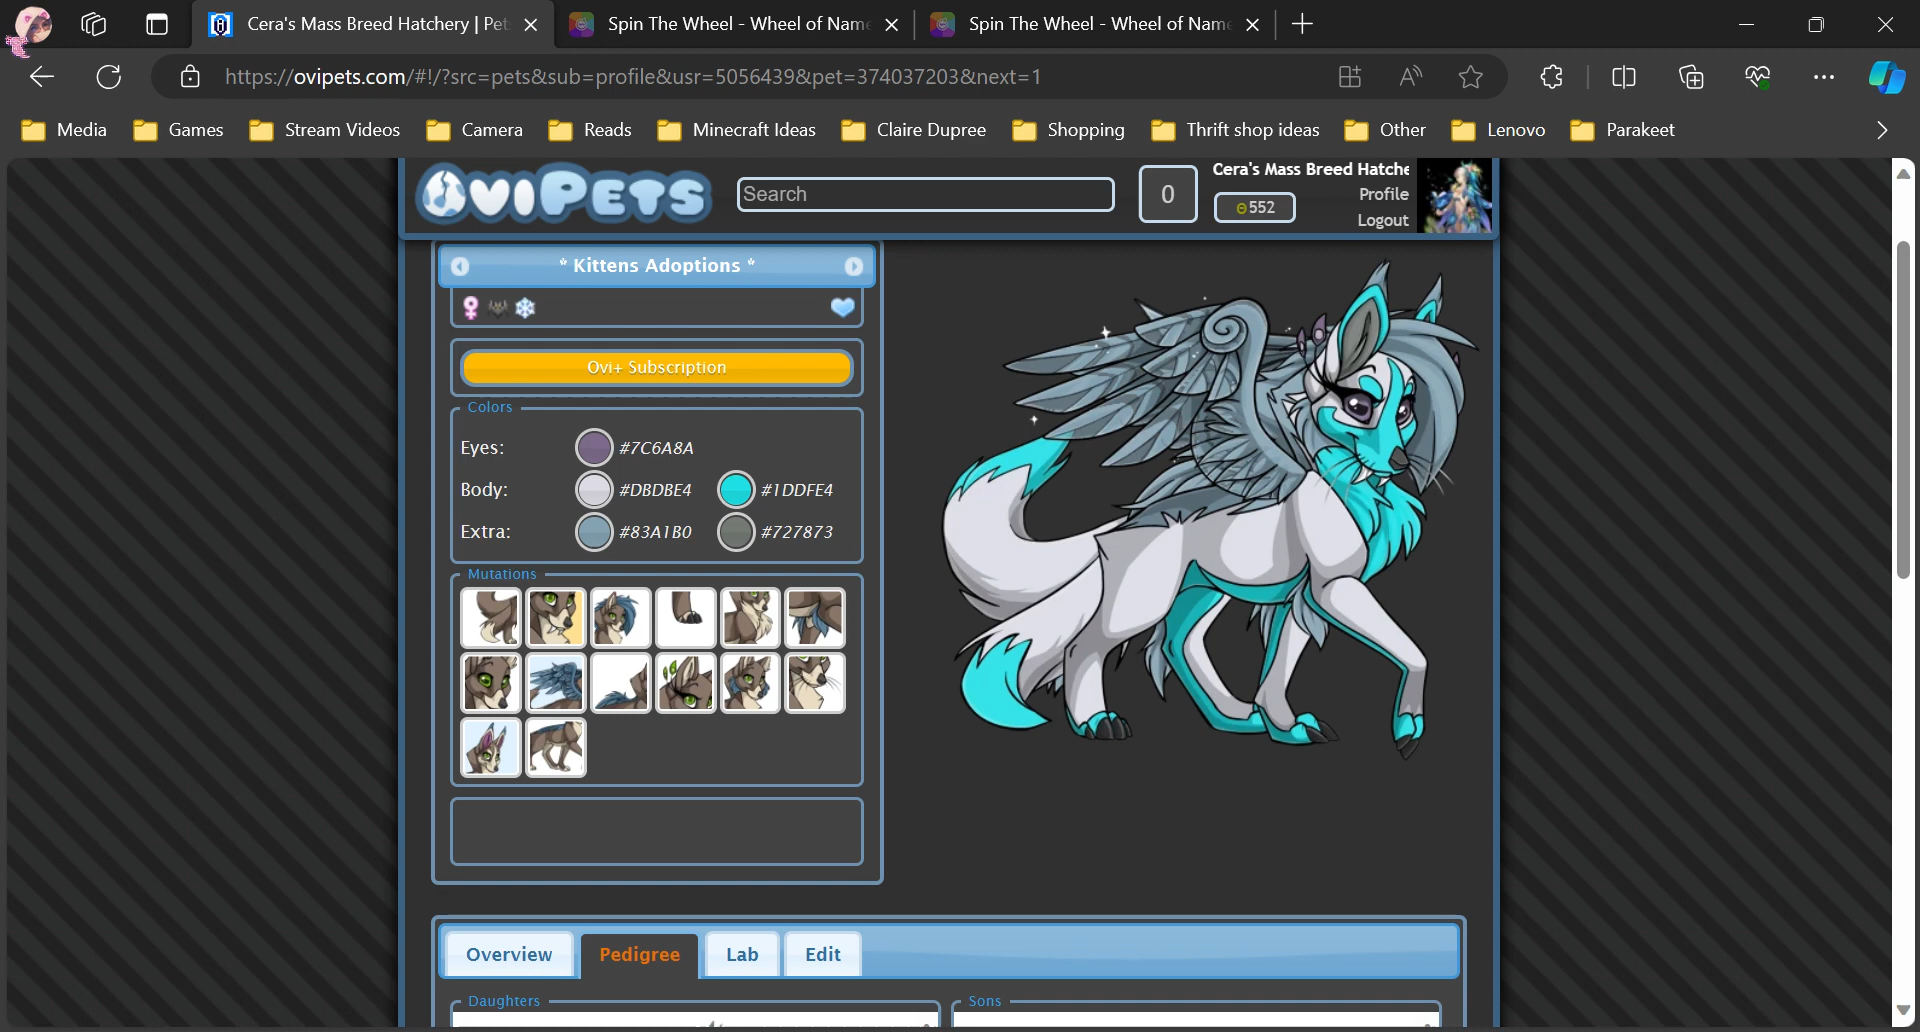 Cera's Mass Breed Hatchery | Pet
Spin The Wheel - Wheel of Name
Spin The Wheel - Wheel of Name
https://ovipets.com/#!/?src=pets&sub=profile&usr=5056439&pet=374037203&next=1
Media
Games
Stream Videos
Camera
Reads
Minecraft Ideas
Claire Dupree
Shopping
Thrift shop ideas
Other
Lenovo
Parakeet
OviPets
Search
0
Cera's Mass Breed Hatche
552
Profile
Logout
* Kittens Adoptions *
Ovi+ Subscription
Colors
Eyes: #7C6A8A
Body: #DBDBE4 #1DDFE4
Extra: #83A1B0 #727873
Mutations
Overview
Pedigree
Lab
Edit
Daughters
Sons